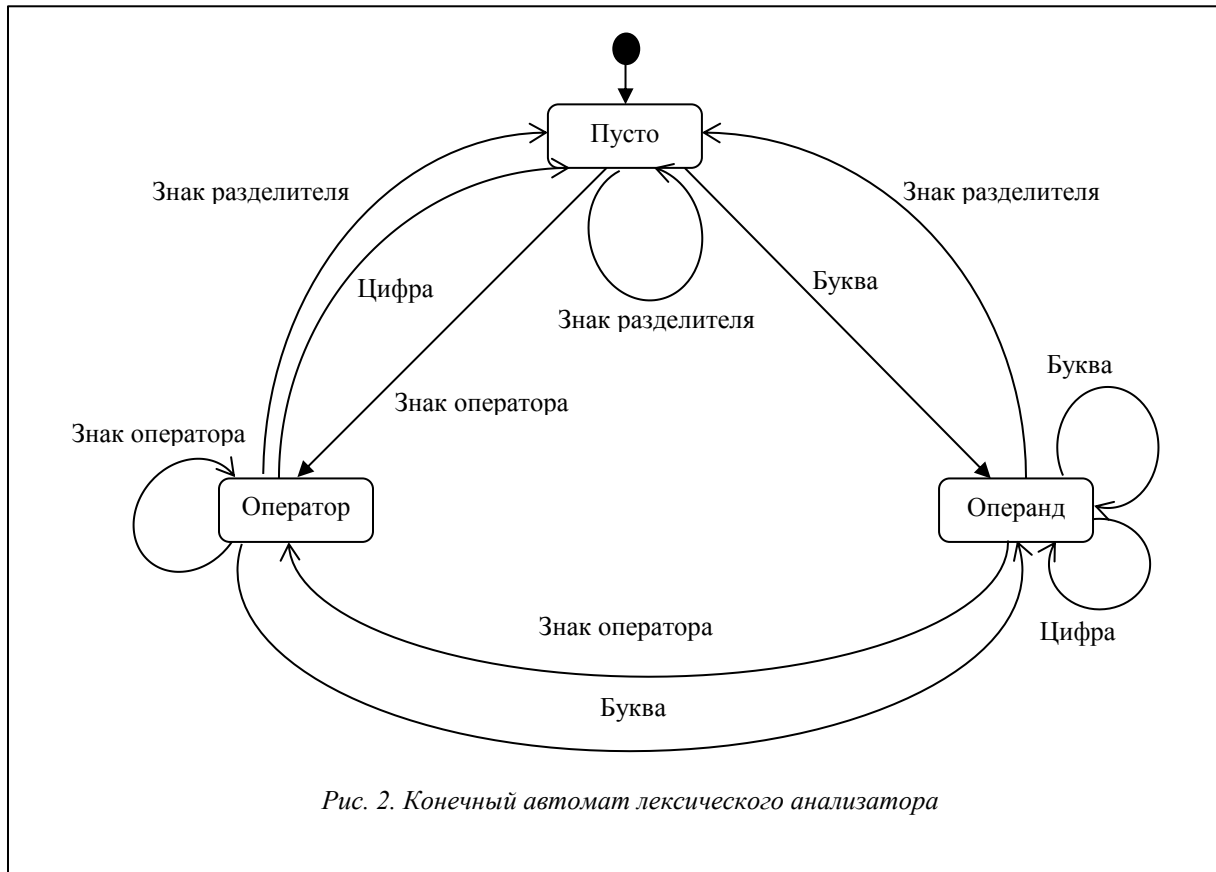 Пусто
Знак разделителя
Знак разделителя
Цифра
Буква
Знак разделителя
Буква
Знак оператора
Знак оператора
Оператор
Операнд
Знак оператора
Цифра
Буква
Рис. 2. Конечный автомат лексического анализатора